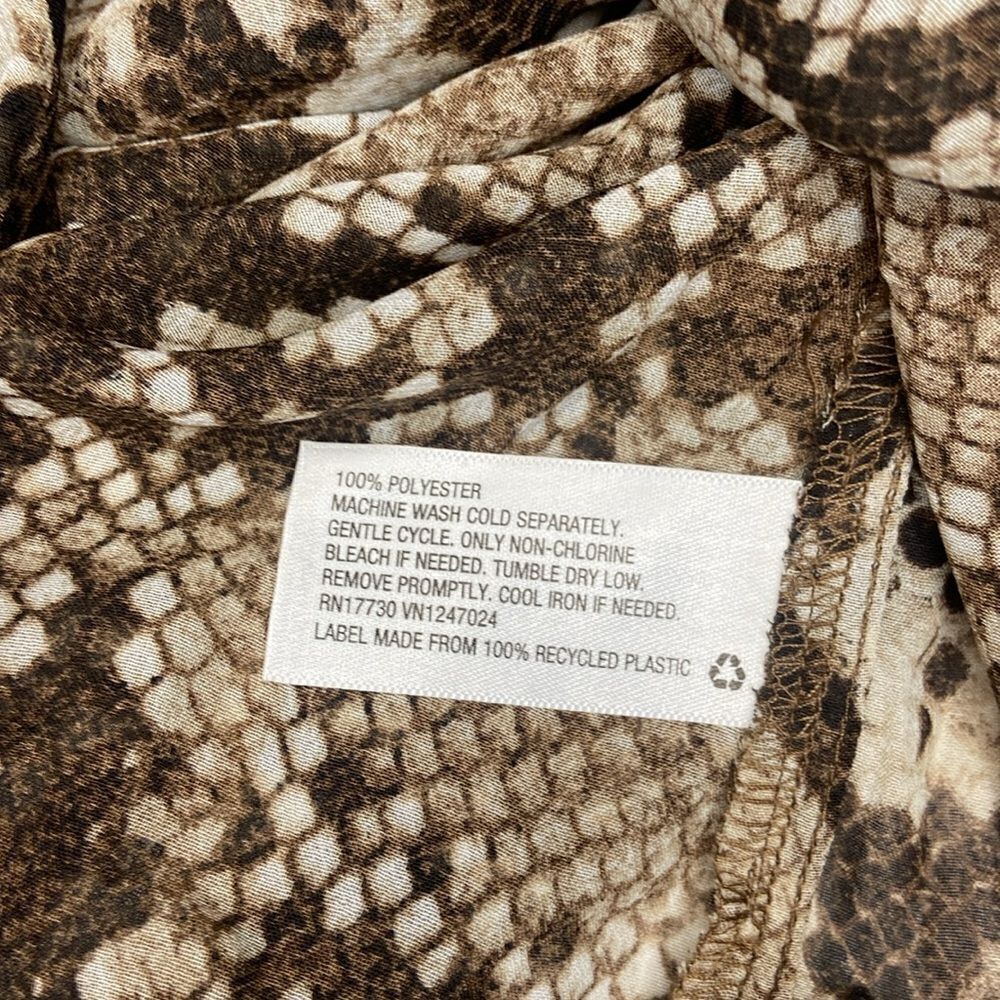 100% POLYESTER
MACHINE WASH COLD SEPARATELY.
GENTLE CYCLE. ONLY NON-CHLORINE
BLEACH IF NEEDED. TUMBLE DRY LOW.
REMOVE PROMPTLY. COOL IRON IF NEEDED.
RN17730 VN1247024
LABEL MADE FROM 100% RECYCLED PLASTIC